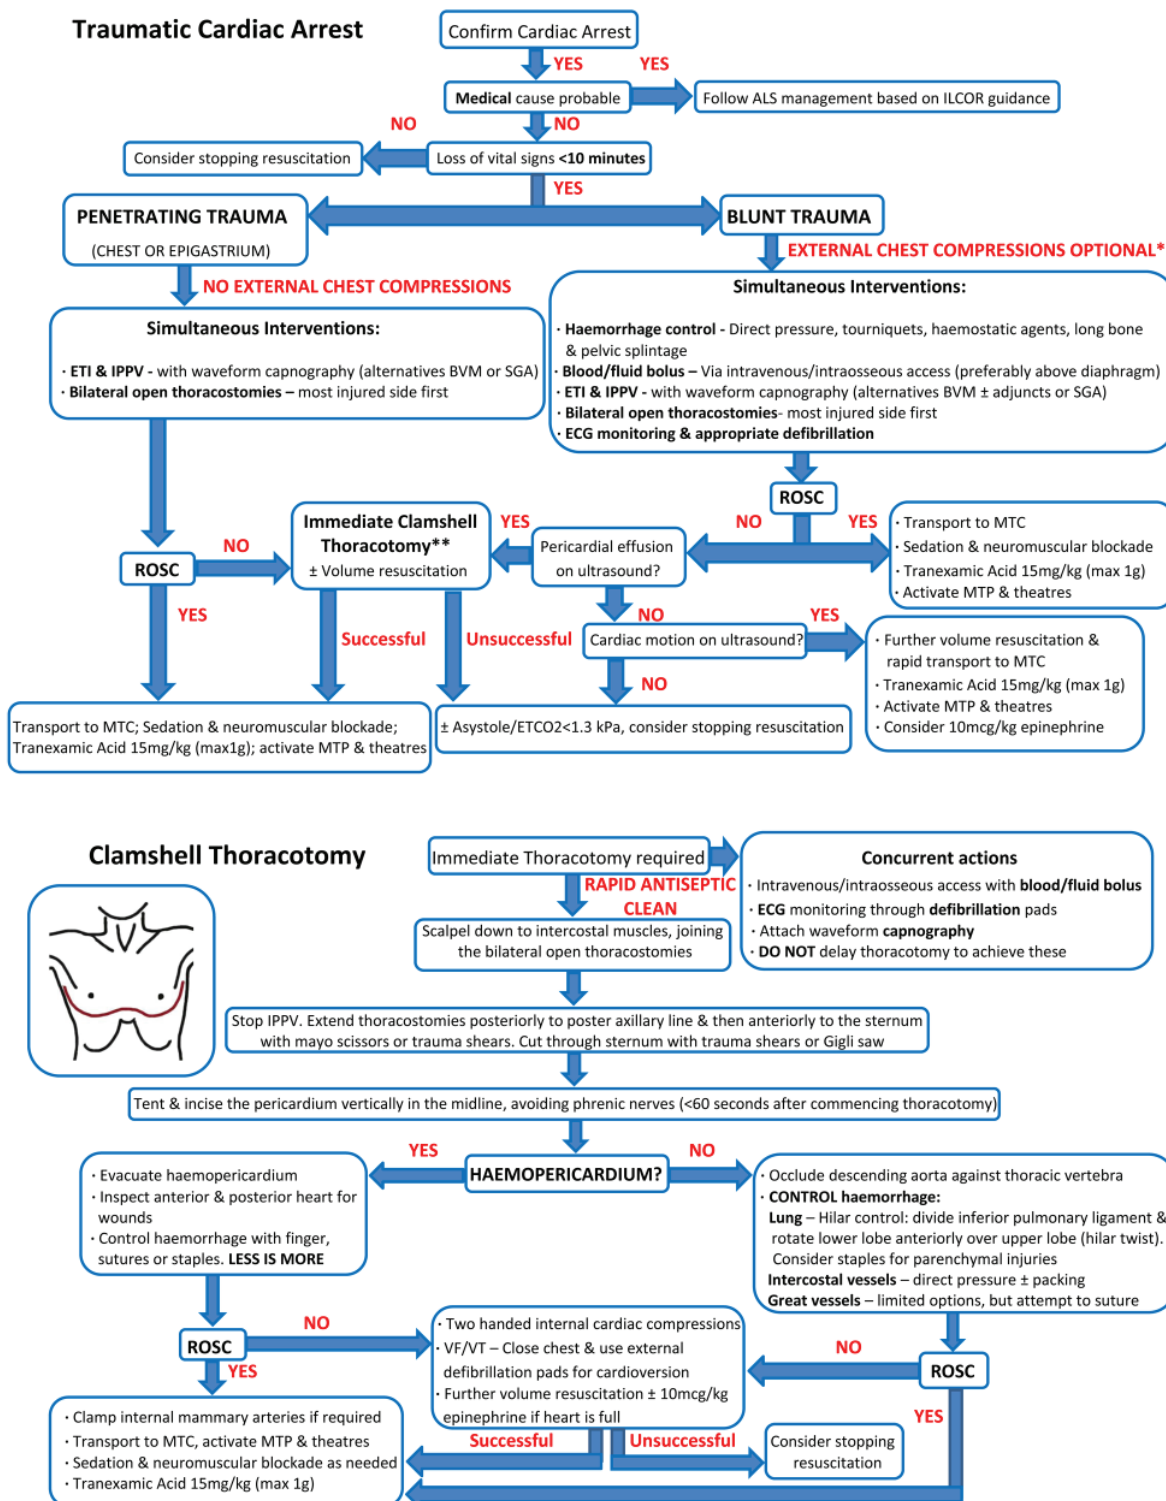 Traumatic Cardiac Arrest
Confirm Cardiac Arrest
YES
YES
Medical cause probable
Follow ALS management based on ILCOR guidance
NO
NO
Consider stopping resuscitation
Loss of vital signs <10 minutes
YES
PENETRATING TRAUMA
(CHEST OR EPIGASTRIUM)
BLUNT TRAUMA
EXTERNAL CHEST COMPRESSIONS OPTIONAL*
NO EXTERNAL CHEST COMPRESSIONS
Simultaneous Interventions:
· ETI & IPPV - with waveform capnography (alternatives BVM or SGA)
· Bilateral open thoracostomies – most injured side first
Simultaneous Interventions:
· Haemorrhage control - Direct pressure, tourniquets, haemostatic agents, long bone
& pelvic splintage
· Blood/fluid bolus – Via intravenous/intraosseous access (preferably above diaphragm)
· ETI & IPPV - with waveform capnography (alternatives BVM ± adjuncts or SGA)
· Bilateral open thoracostomies- most injured side first
· ECG monitoring & appropriate defibrillation
ROSC
NO
YES
· Transport to MTC
· Sedation & neuromuscular blockade
· Tranexamic Acid 15mg/kg (max 1g)
· Activate MTP & theatres
Immediate Clamshell
Thoracotomy**
± Volume resuscitation
YES
Pericardial effusion
on ultrasound?
NO
ROSC
YES
NO
Successful
Unsuccessful
Cardiac motion on ultrasound?
YES
· Further volume resuscitation &
rapid transport to MTC
· Tranexamic Acid 15mg/kg (max 1g)
· Activate MTP & theatres
· Consider 10mcg/kg epinephrine
NO
Transport to MTC; Sedation & neuromuscular blockade;
Tranexamic Acid 15mg/kg (max1g); activate MTP & theatres
± Asystole/ETCO2<1.3 kPa, consider stopping resuscitation
Clamshell Thoracotomy
Immediate Thoracotomy required
RAPID ANTISEPTIC
CLEAN
Concurrent actions
· Intravenous/intraosseous access with blood/fluid bolus
· ECG monitoring through defibrillation pads
· Attach waveform capnography
· DO NOT delay thoracotomy to achieve these
Scalpel down to intercostal muscles, joining
the bilateral open thoracostomies
Stop IPPV. Extend thoracostomies posteriorly to poster axillary line & then anteriorly to the sternum
with mayo scissors or trauma shears. Cut through sternum with trauma shears or Gigli saw
Tent & incise the pericardium vertically in the midline, avoiding phrenic nerves (<60 seconds after commencing thoracotomy)
YES
HAEMOPERICARDIUM?
NO
· Evacuate haemopericardium
· Inspect anterior & posterior heart for
wounds
· Control haemorrhage with finger,
sutures or staples. LESS IS MORE
· Occlude descending aorta against thoracic vertebra
· CONTROL haemorrhage:
Lung – Hilar control: divide inferior pulmonary ligament &
rotate lower lobe anteriorly over upper lobe (hilar twist).
Consider staples for parenchymal injuries
Intercostal vessels – direct pressure ± packing
Great vessels – limited options, but attempt to suture
ROSC
NO
YES
· Two handed internal cardiac compressions
· VF/VT – Close chest & use external
defibrillation pads for cardioversion
· Further volume resuscitation ± 10mcg/kg
epinephrine if heart is full
NO
ROSC
YES
· Clamp internal mammary arteries if required
· Transport to MTC, activate MTP & theatres
· Sedation & neuromuscular blockade as needed
· Tranexamic Acid 15mg/kg (max 1g)
Successful
Unsuccessful
Consider stopping
resuscitation